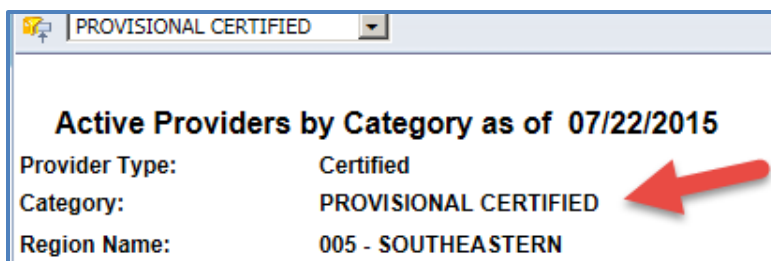 PROVISIONAL CERTIFIED
Active Providers by Category as of 07/22/2015
Provider Type: Certified
Category: PROVISIONAL CERTIFIED
Region Name: 005 - SOUTHEASTERN